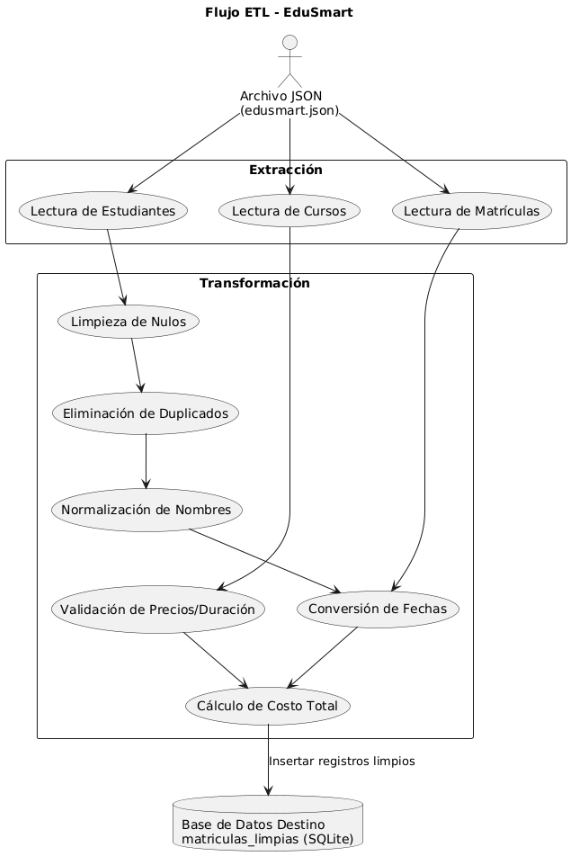 Flujo ETL - EduSmart
Archivo JSON
(edusmart.json)
Extracción
Lectura de Estudiantes
Lectura de Cursos
Lectura de Matrículas
Transformación
Limpieza de Nulos
Eliminación de Duplicados
Normalización de Nombres
Validación de Precios/Duración
Conversión de Fechas
Cálculo de Costo Total
Insertar registros limpios
Base de Datos Destino
matriculas_limpias (SQLite)